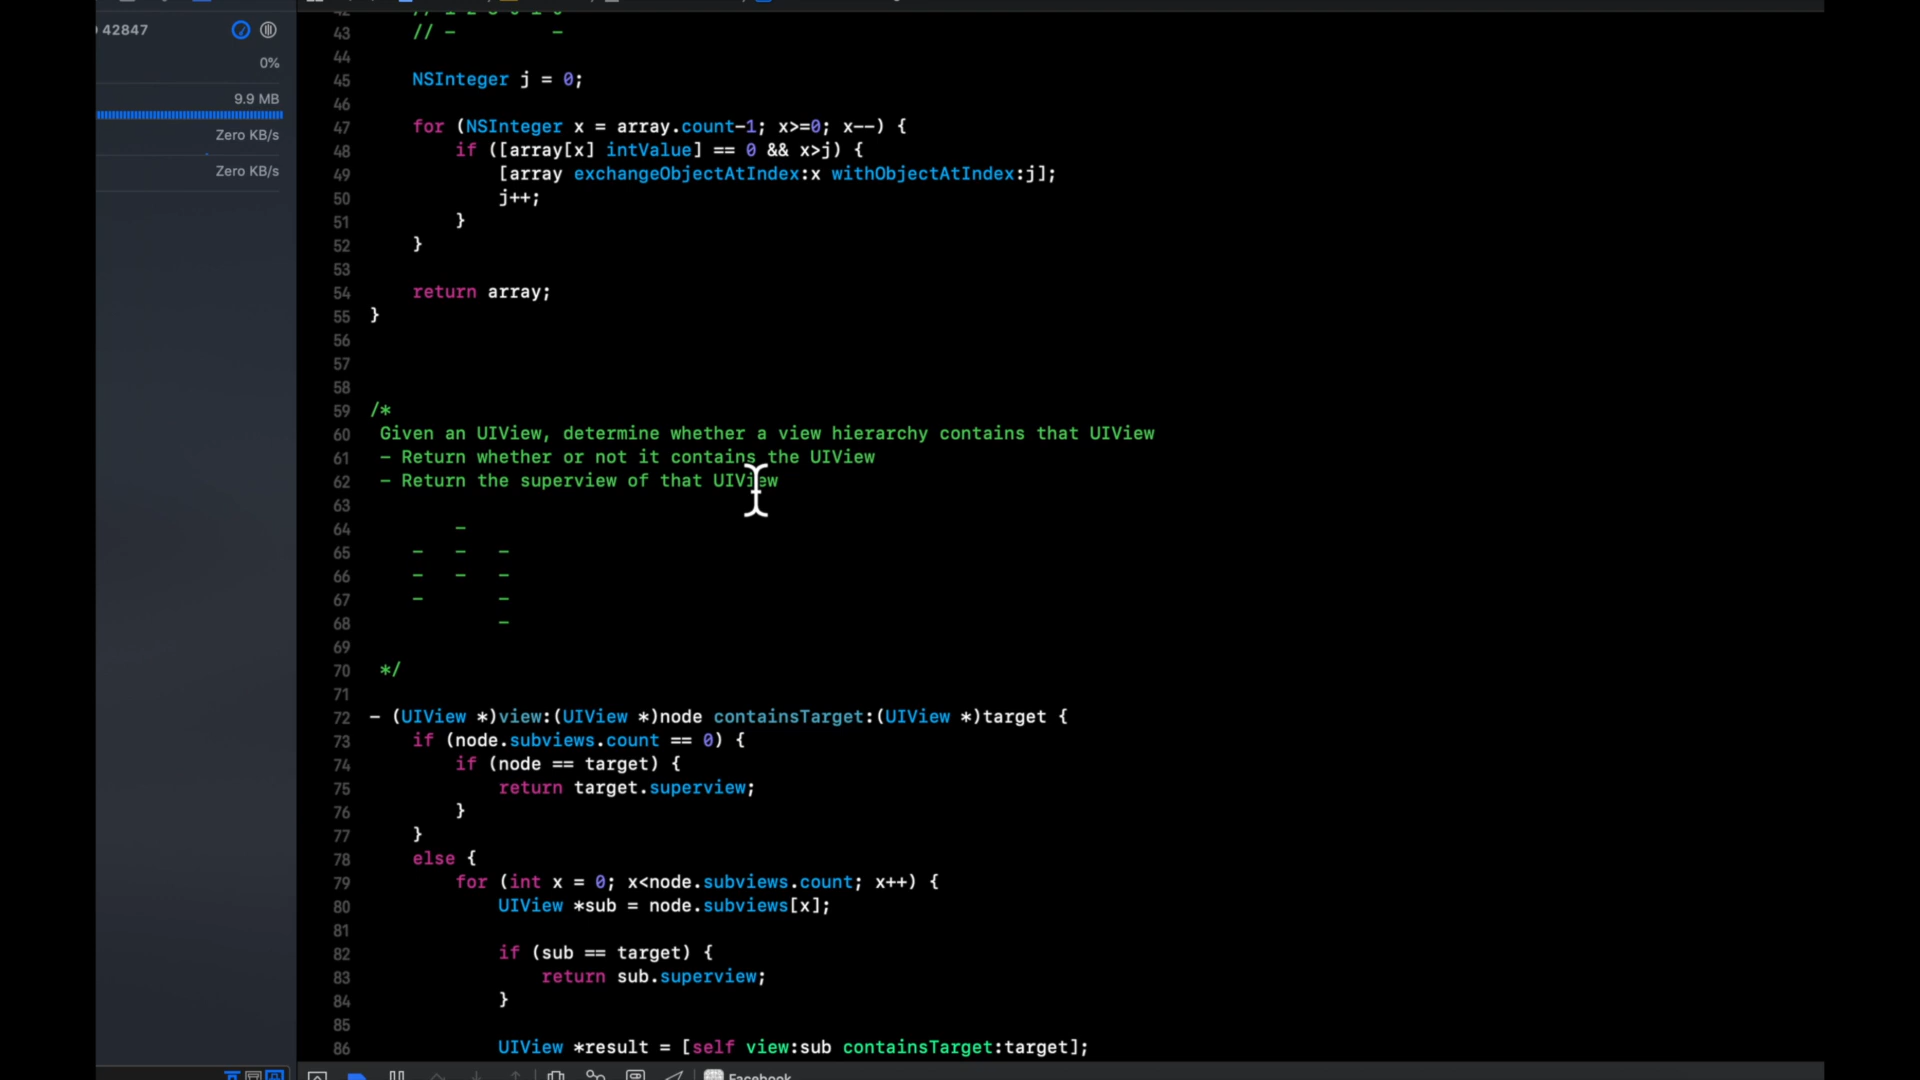 42847
0%
9.9 MB
Zero KB/s
Zero KB/s
43 // - -
44
45 NSInteger j = 0;
46
47 for (NSInteger x = array.count-1; x>=0; x--) {
48 if ([array[x] intValue] == 0 && x>j) {
49 [array exchangeObjectAtIndex:x withObjectAtIndex:j];
50 j++;
51 }
52 }
53
54 return array;
55 }
56
57
58
59 /*
60 Given an UIView, determine whether a view hierarchy contains that UIView
61 - Return whether or not it contains the UIView
62 - Return the superview of that UIView
63
64 -
65 - - -
66 - - -
67 - -
68 -
69
70 */
71
72 - (UIView *)view:(UIView *)node containsTarget:(UIView *)target {
73 if (node.subviews.count == 0) {
74 if (node == target) {
75 return target.superview;
76 }
77 }
78 else {
79 for (int x = 0; x<node.subviews.count; x++) {
80 UIView *sub = node.subviews[x];
81
82 if (sub == target) {
83 return sub.superview;
84 }
85
86 UIView *result = [self view:sub containsTarget:target];
Facebook